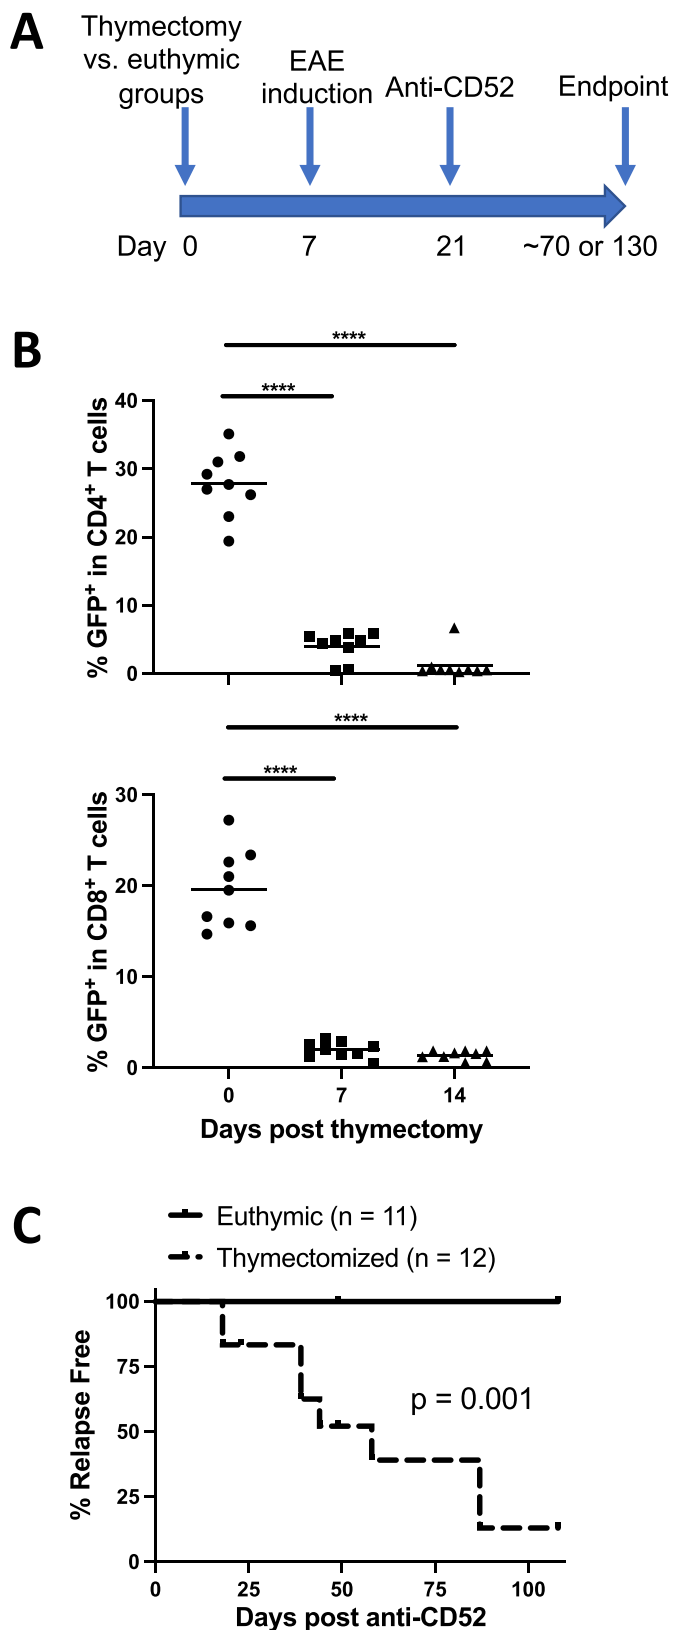 A
Thymectomy
vs. euthymic
groups
EAE
induction
Anti-CD52
Endpoint
Day 0 7 21 ~70 or 130
B
****
****
% GFP+ in CD4+ T cells
40
30
20
10
0
****
****
% GFP+ in CD8+ T cells
30
20
10
0
0 7 14
Days post thymectomy
C
Euthymic (n = 11)
Thymectomized (n = 12)
% Relapse Free
100
75
50
25
0
p = 0.001
0 25 50 75 100
Days post anti-CD52